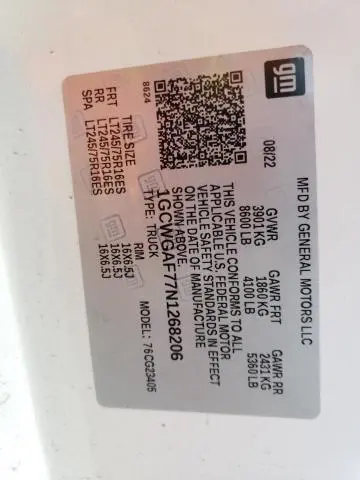 gm
MFD BY GENERAL MOTORS LLC
08/22 GVWR GAWR FRT GAWR RR
3901KG 1860 KG 2431 KG
8600 LB 4100 LB 5360 LB
THIS VEHICLE CONFORMS TO ALL
APPLICABLE U.S. FEDERAL MOTOR
VEHICLE SAFETY STANDARDS IN EFFECT
ON THE DATE OF MANUFACTURE
SHOWN ABOVE.
1GCWGAF77N1268206
TYPE: TRUCK MODEL: 76CG23405
8624
TIRE SIZE RIM
FRT LT245/75R16ES 16X6.5J
RR LT245/75R16ES 16X6.5J
SPA LT245/75R16ES 16X6.5J